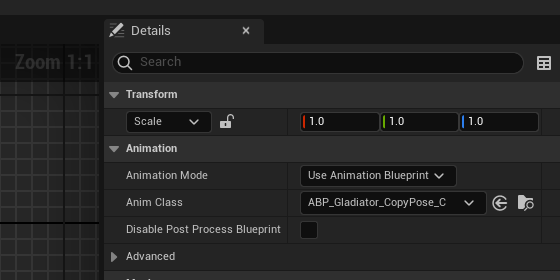 Details
Zoom 1:1
Search
Transform
Scale 1.0 1.0 1.0
Animation
Animation Mode Use Animation Blueprint
Anim Class ABP_Gladiator_CopyPose_C
Disable Post Process Blueprint
Advanced